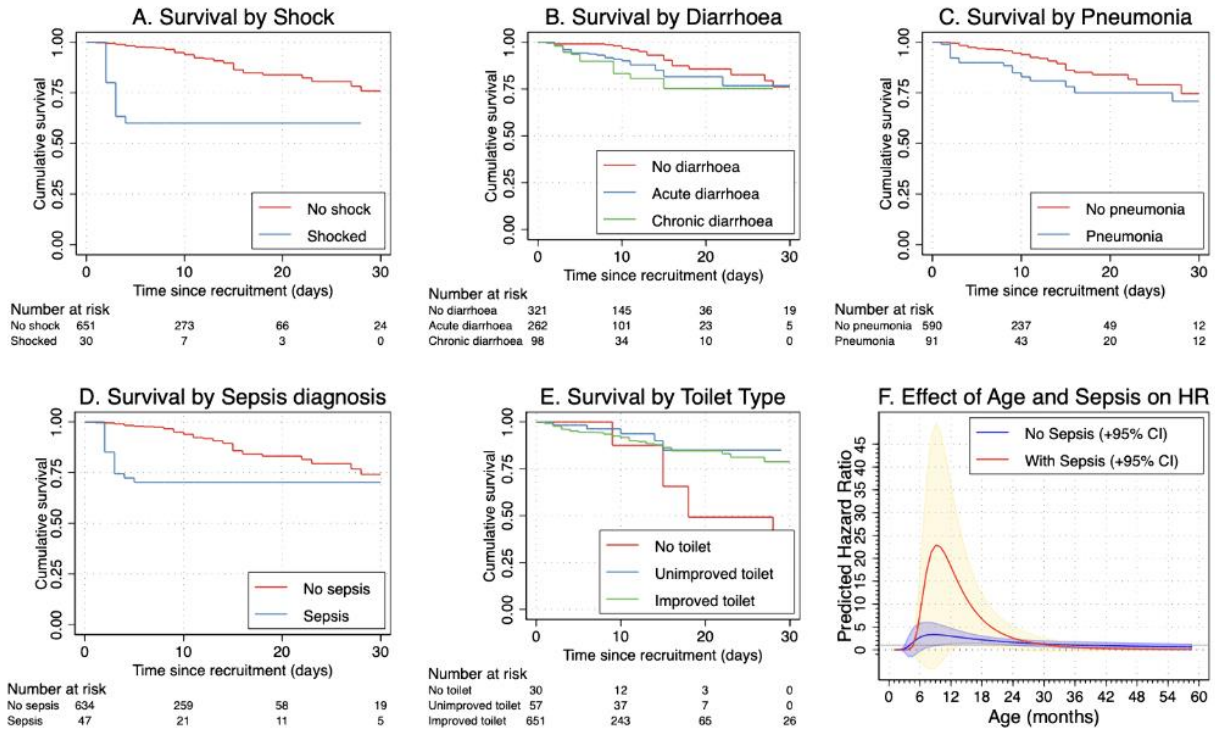 A. Survival by Shock
Cumulative survival
1.00
0.75
0.50
0.25
0.00
No shock
Shocked
0 10 20 30
Time since recruitment (days)
Number at risk
No shock 651 273 66 24
Shocked 30 7 3 0
B. Survival by Diarrhoea
Cumulative survival
1.00
0.75
0.50
0.25
0.00
No diarrhoea
Acute diarrhoea
Chronic diarrhoea
0 10 20 30
Time since recruitment (days)
Number at risk
No diarrhoea 321 145 36 19
Acute diarrhoea 262 101 23 5
Chronic diarrhoea 98 34 10 0
C. Survival by Pneumonia
Cumulative survival
1.00
0.75
0.50
0.25
0.00
No pneumonia
Pneumonia
0 10 20 30
Time since recruitment (days)
Number at risk
No pneumonia 590 237 49 12
Pneumonia 91 43 20 12
D. Survival by Sepsis diagnosis
Cumulative survival
1.00
0.75
0.50
0.25
0.00
No sepsis
Sepsis
0 10 20 30
Time since recruitment (days)
Number at risk
No sepsis 634 259 58 19
Sepsis 47 21 11 5
E. Survival by Toilet Type
Cumulative survival
1.00
0.75
0.50
0.25
0.00
No toilet
Unimproved toilet
Improved toilet
0 10 20 30
Time since recruitment (days)
Number at risk
No toilet 30 12 3 0
Unimproved toilet 57 37 7 0
Improved toilet 651 243 65 26
F. Effect of Age and Sepsis on HR
Predicted Hazard Ratio
No Sepsis (+95% CI)
With Sepsis (+95% CI)
45
35
30
25
20
15
10
5
0
0 6 12 18 24 30 36 42 48 54 60
Age (months)